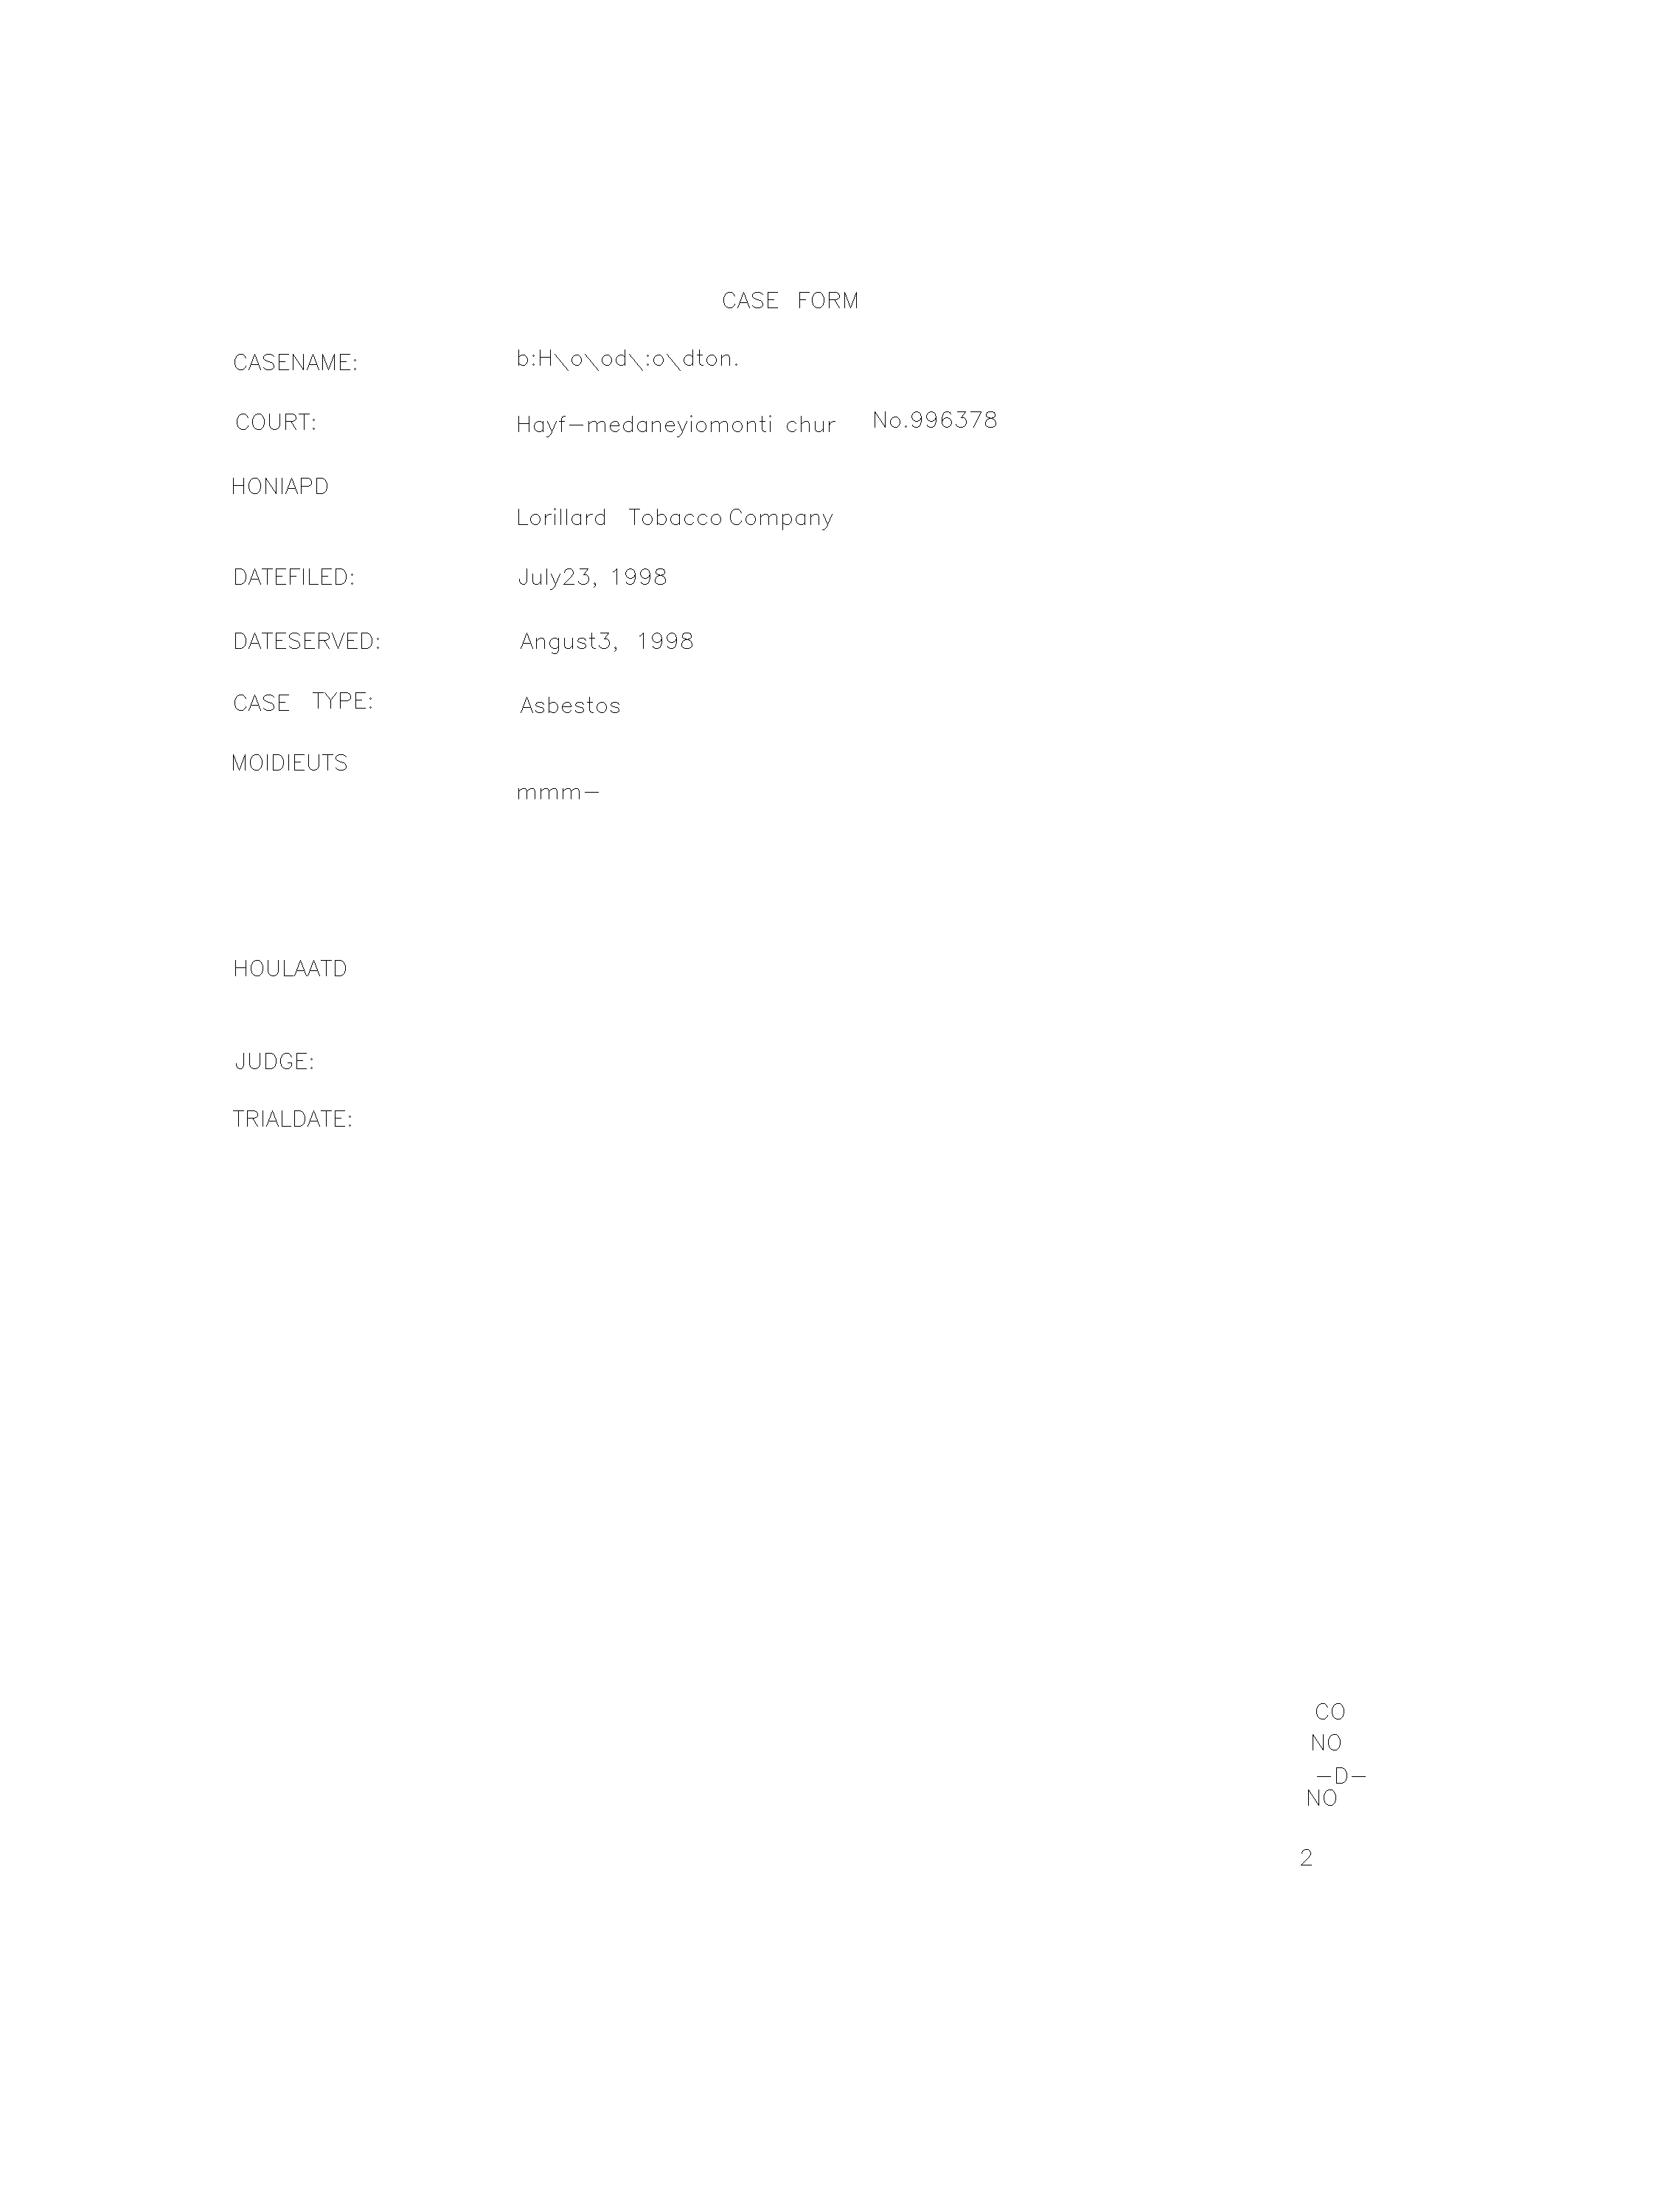 CASE FORM
CASENAME: b:H\o\od\:o\dton.
COURT: Hayf-medaneyiomonti chur No.996378
HONIAPD
Lorillard Tobacco Company
DATEFILED: July23, 1998
DATESERVED: Angust3, 1998
CASE TYPE: Asbestos
MOIDIEUTS
mmm-
HOULAATD
JUDGE:
TRIALDATE:
CO
NO
-D-
NO
2